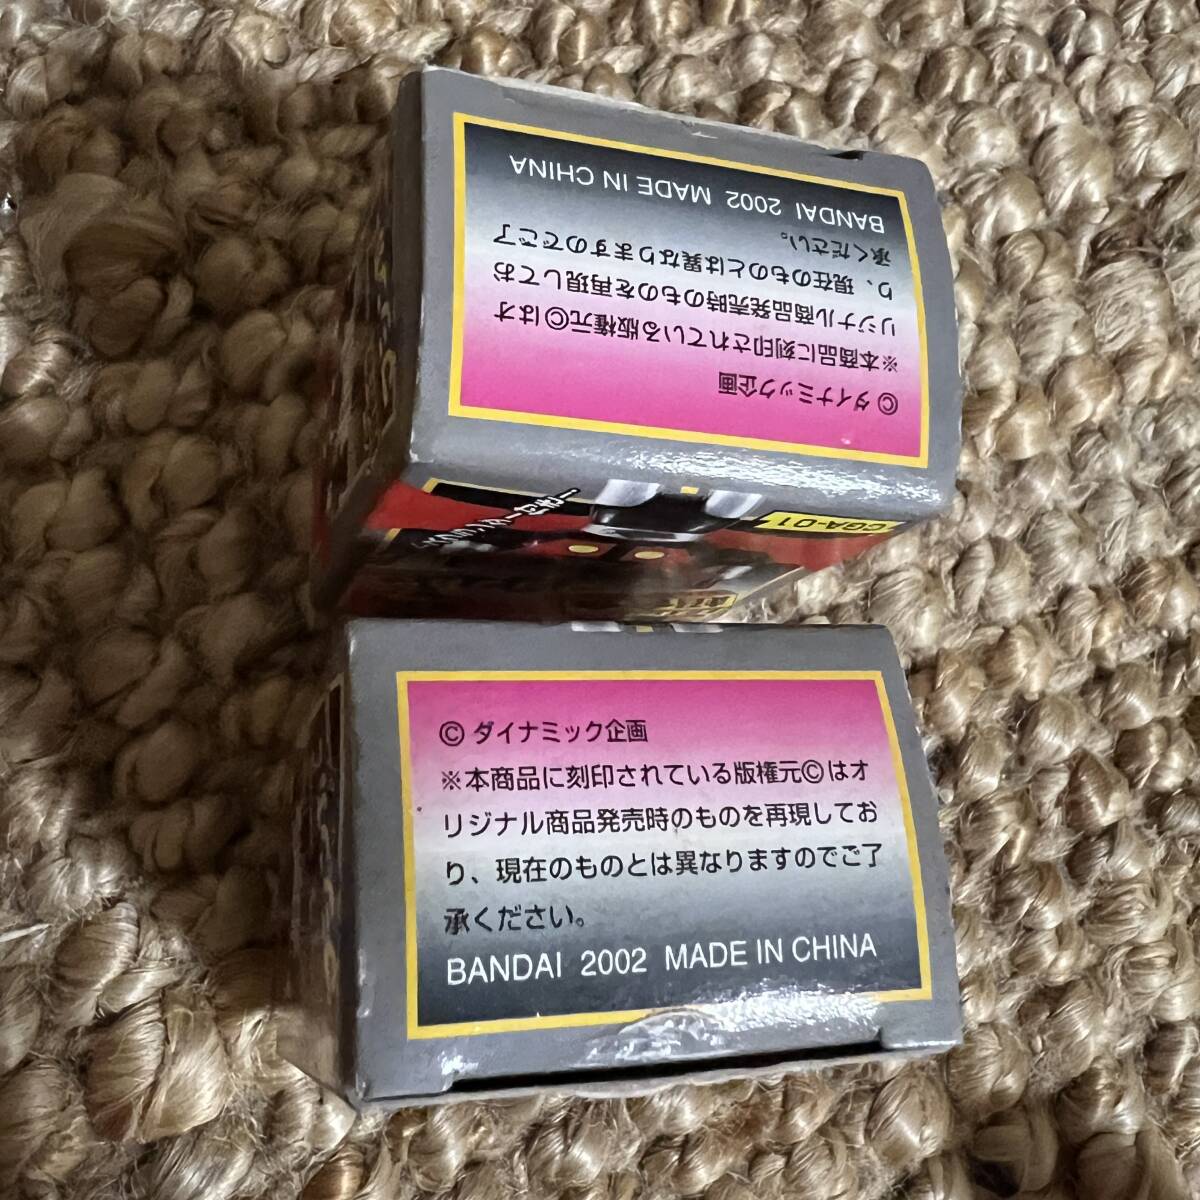 © ダイナミック企画
※本商品に刻印されている版権元©はオ
リジナル商品発売時のものを再現してお
り、現在のものとは異なりますのでご了
承ください。
BANDAI 2002 MADE IN CHINA
GGA-01
© ダイナミック企画
※本商品に刻印されている版権元©はオ
リジナル商品発売時のものを再現してお
り、現在のものとは異なりますのでご了
承ください。
BANDAI 2002 MADE IN CHINA